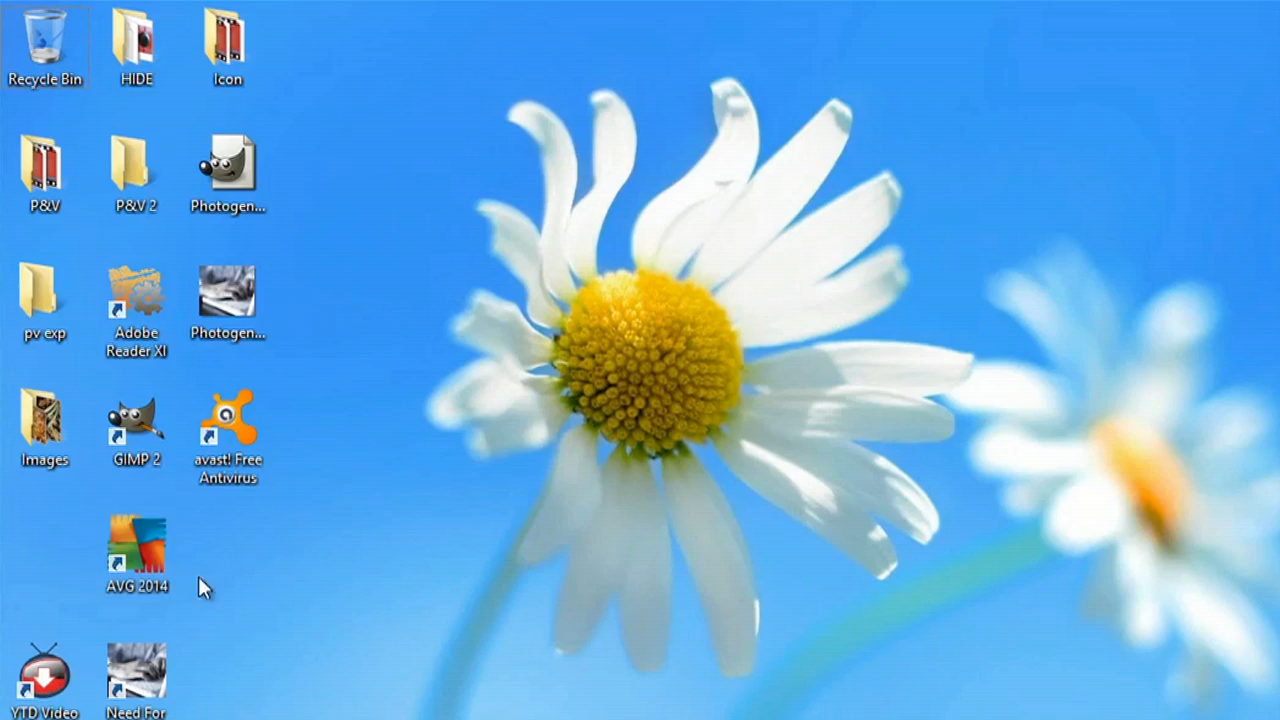 Recycle Bin
HIDE
Icon
P&V
P&V 2
Photogen...
pv exp
Adobe
Reader XI
Photogen...
Images
GIMP 2
avast! Free
Antivirus
AVG 2014
YTD Video
Need For